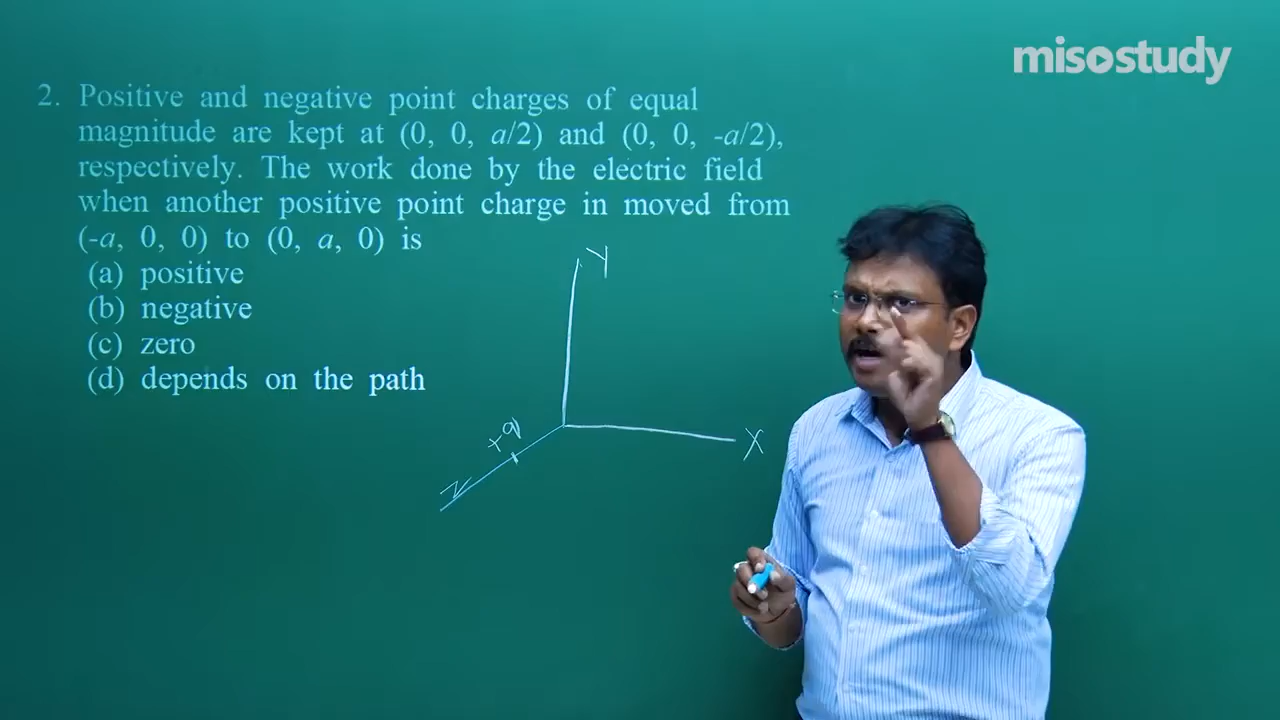 misostudy
2. Positive and negative point charges of equal
magnitude are kept at (0, 0, a/2) and (0, 0, -a/2),
respectively. The work done by the electric field
when another positive point charge in moved from
(-a, 0, 0) to (0, a, 0) is
(a) positive
(b) negative
(c) zero
(d) depends on the path
Y
+q
X
Z